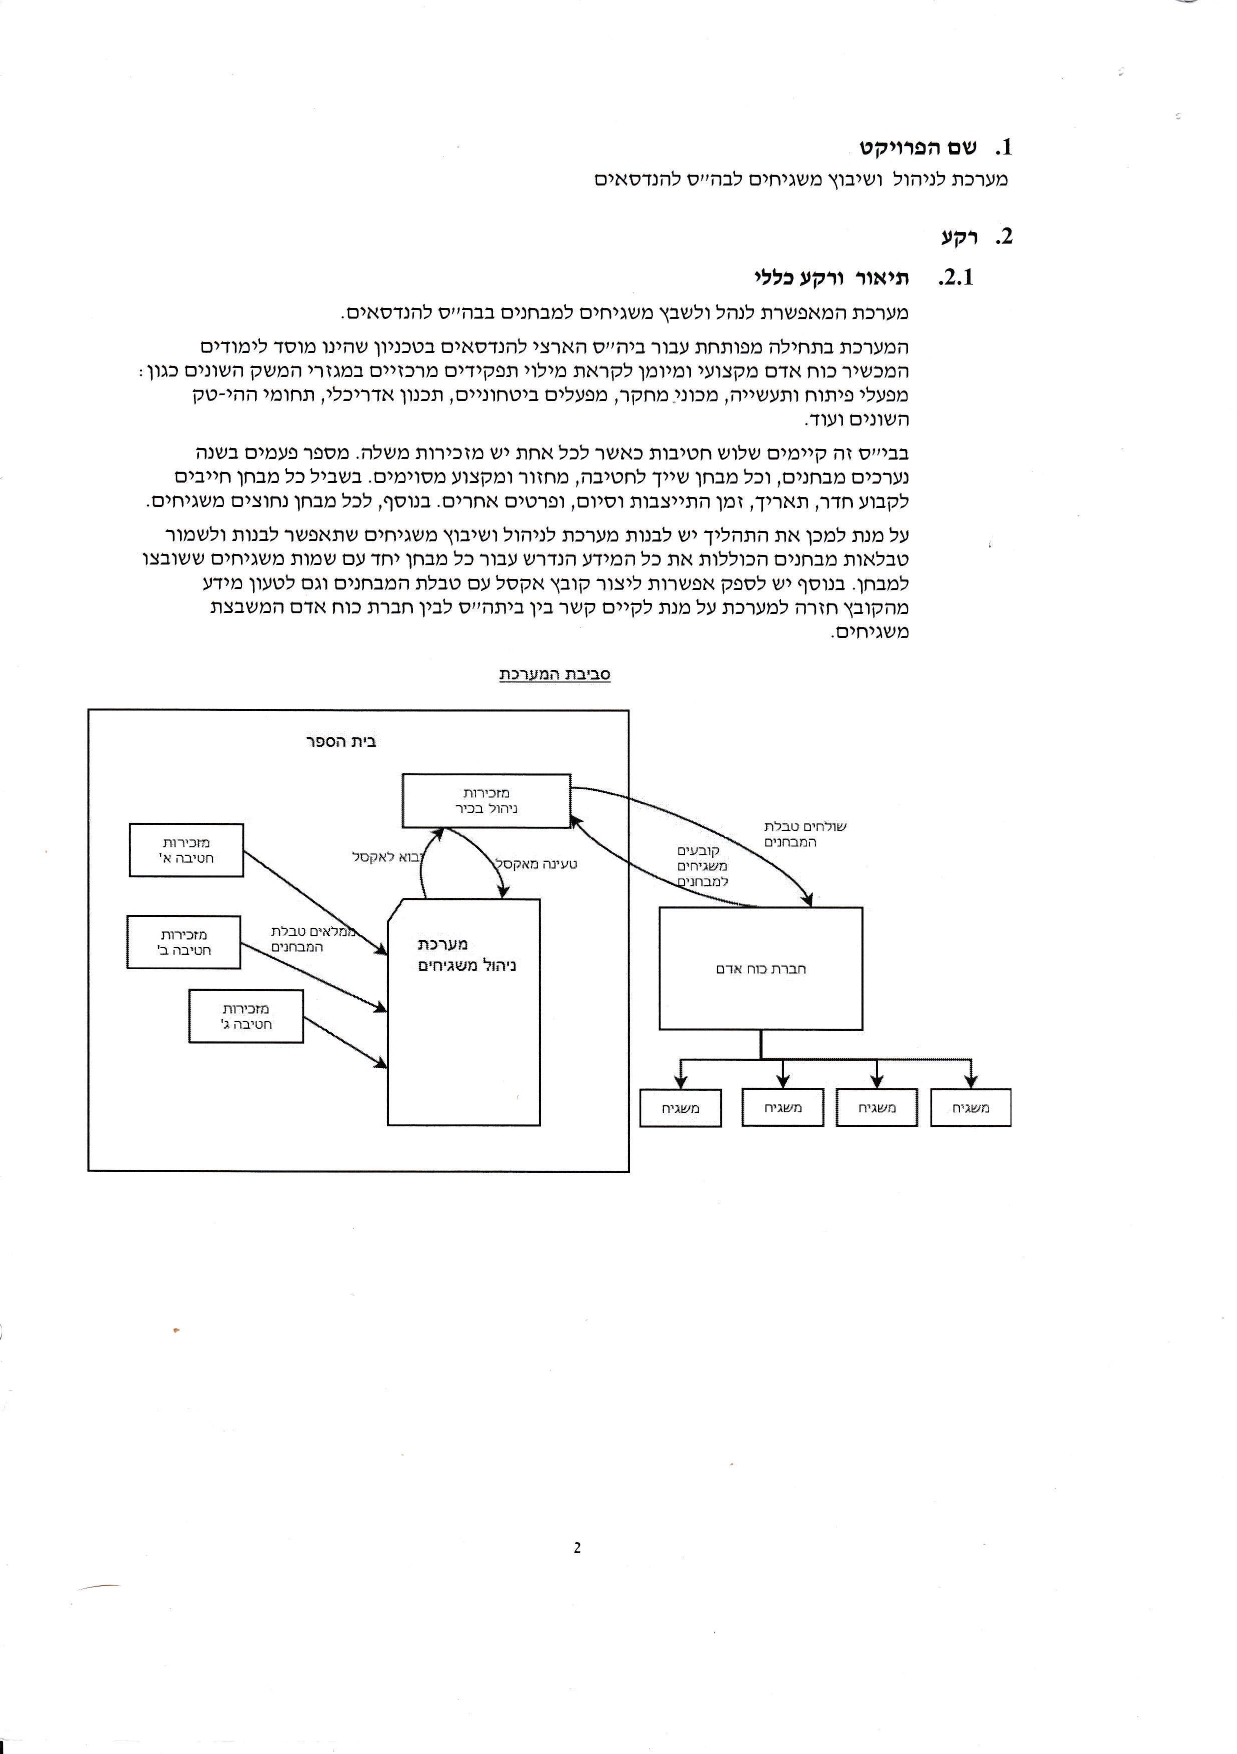 1. שם הפרויקט
מערכת לניהול ושיבוץ משגיחים לבה״ס להנדסאים
2. רקע
2.1. תיאור ורקע כללי
מערכת המאפשרת לנהל ולשבץ משגיחים למבחנים בבה״ס להנדסאים.
המערכת בתחילה מפותחת עבור ביה״ס הארצי להנדסאים בטכניון שהינו מוסד לימודים
המכשיר כוח אדם מקצועי ומיומן לקראת מילוי תפקידים מרכזיים במגזרי המשק השונים כגון:
מפעלי פיתוח ותעשייה, מכוני מחקר, מפעלים ביטחוניים, תכנון אדריכלי, תחומי ההי-טק
השונים ועוד.
בבי״ס זה קיימים שלוש חטיבות כאשר לכל אחת יש מזכירות משלה. מספר פעמים בשנה
נערכים מבחנים, וכל מבחן שייך לחטיבה, מחזור ומקצוע מסוימים. בשביל כל מבחן חייבים
לקבוע חדר, תאריך, זמן התייצבות וסיום, ופרטים אחרים. בנוסף, לכל מבחן נחוצים משגיחים.
על מנת למכן את התהליך יש לבנות מערכת לניהול ושיבוץ משגיחים שתאפשר לבנות ולשמור
טבלאות מבחנים הכוללות את כל המידע הנדרש עבור כל מבחן יחד עם שמות משגיחים ששובצו
למבחן. בנוסף יש לספק אפשרות ליצור קובץ אקסל עם טבלת המבחנים וגם לטעון מידע
מהקובץ חזרה למערכת על מנת לקיים קשר בין ביתה״ס לבין חברת כוח אדם המשבצת
משגיחים.
סביבת המערכת
בית הספר
מזכירות
ניהול בכיר
שולחים טבלת
המבחנים
קובעים
משגיחים
למבחנים
יבוא לאקסל
טעינה מאקסל
מזכירות
חטיבה א'
מזכירות
חטיבה ב'
מזכירות
חטיבה ג'
ממלאים טבלת
המבחנים
מערכת
ניהול משגיחים
חברת כוח אדם
משגיח
משגיח
משגיח
משגיח
2